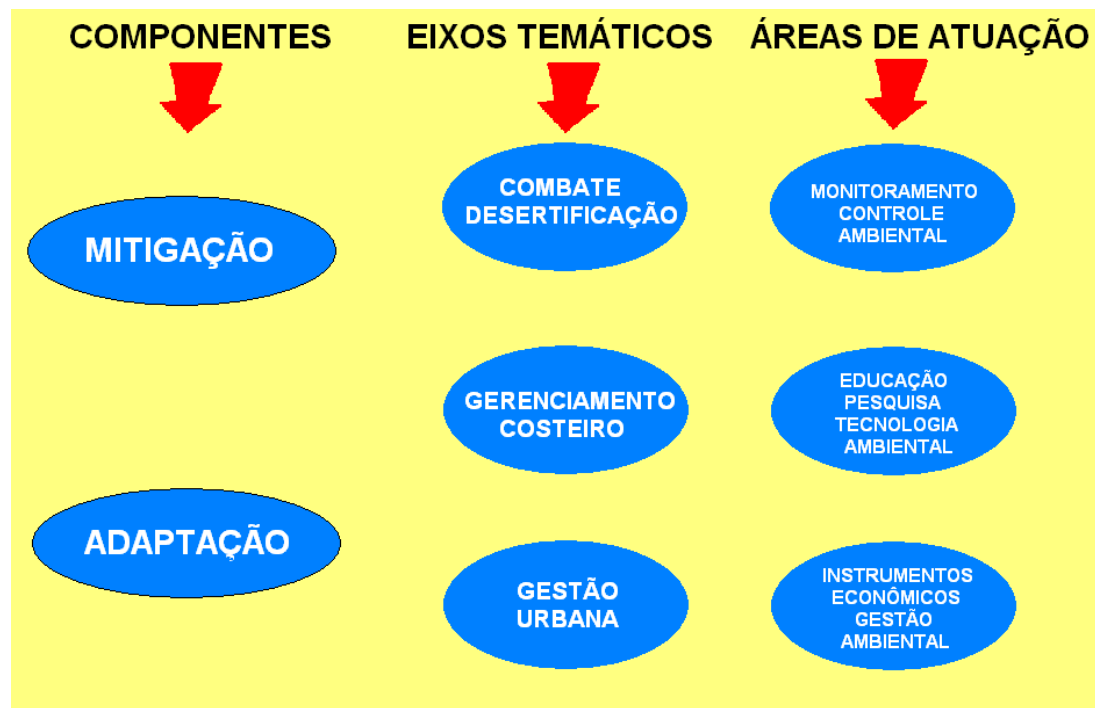 COMPONENTES
EIXOS TEMÁTICOS
ÁREAS DE ATUAÇÃO
MITIGAÇÃO
ADAPTAÇÃO
COMBATE
DESERTIFICAÇÃO
GERENCIAMENTO
COSTEIRO
GESTÃO
URBANA
MONITORAMENTO
CONTROLE
AMBIENTAL
EDUCAÇÃO
PESQUISA
TECNOLOGIA
AMBIENTAL
INSTRUMENTOS
ECONÔMICOS
GESTÃO
AMBIENTAL